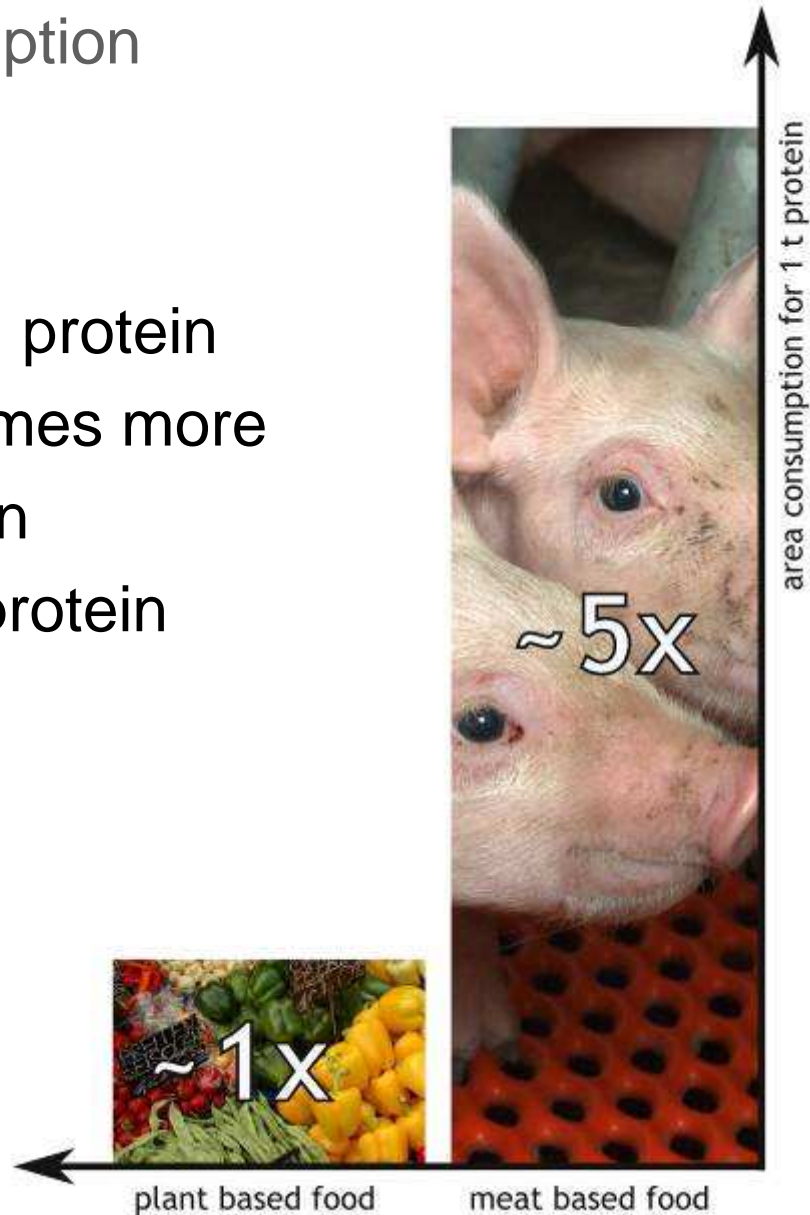 ption
protein
mes more
n
protein
~5x
~1x
area consumption for 1 t protein
plant based food
meat based food